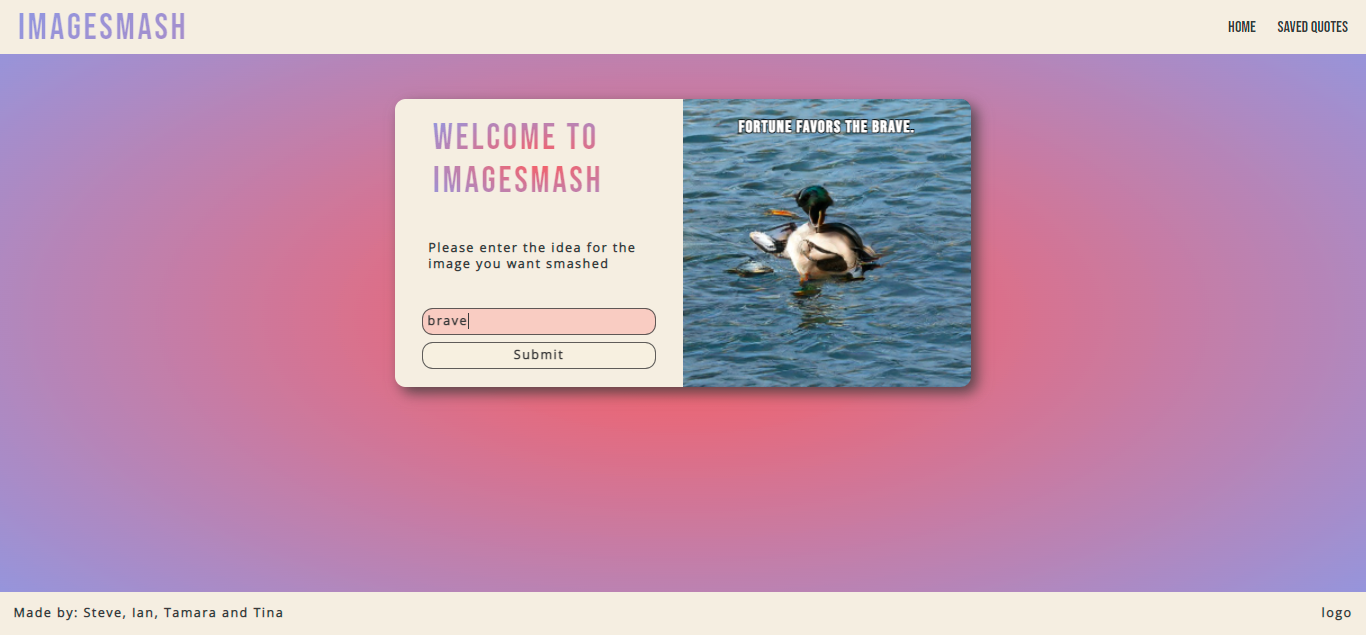 IMAGESMASH
HOME
SAVED QUOTES
WELCOME TO
IMAGESMASH
Please enter the idea for the
image you want smashed
brave
Submit
FORTUNE FAVORS THE BRAVE.
Made by: Steve, Ian, Tamara and Tina
logo